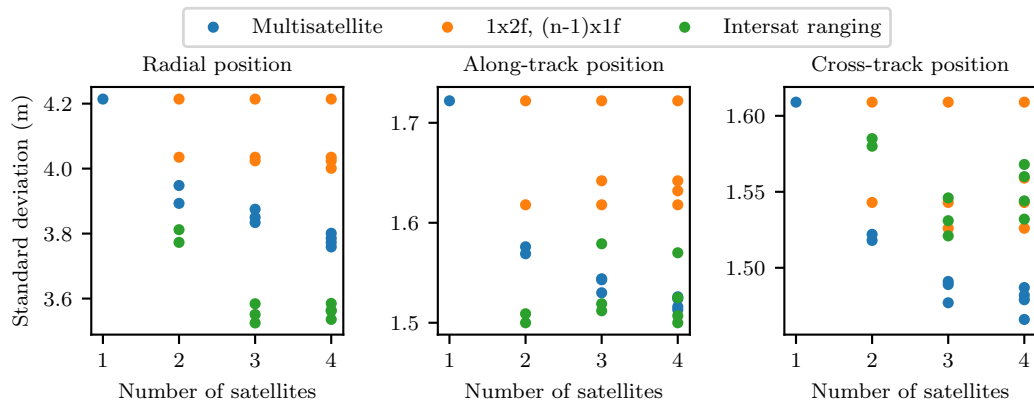 Multisatellite 1x2f, (n-1)x1f Intersat ranging
Radial position Along-track position Cross-track position
Standard deviation (m)
4.2
4.0
3.8
3.6
1 2 3 4
Number of satellites
1.7
1.6
1.5
1 2 3 4
Number of satellites
1.60
1.55
1.50
1 2 3 4
Number of satellites